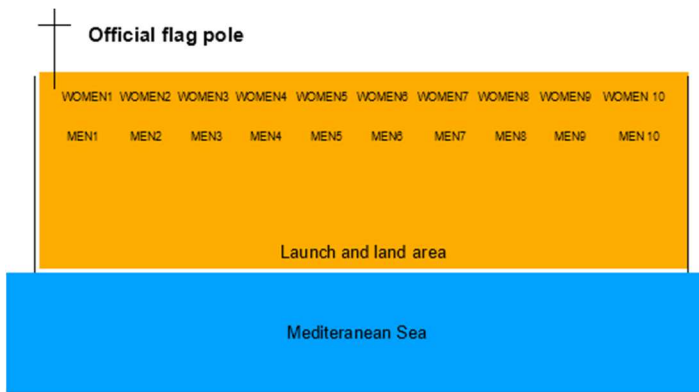 Official flag pole
WOMEN1 WOMEN2 WOMEN3 WOMEN4 WOMEN5 WOMEN6 WOMEN7 WOMEN8 WOMEN9 WOMEN 10
MEN1 MEN2 MEN3 MEN4 MEN5 MEN6 MEN7 MEN8 MEN9 MEN 10
Launch and land area
Mediteranean Sea